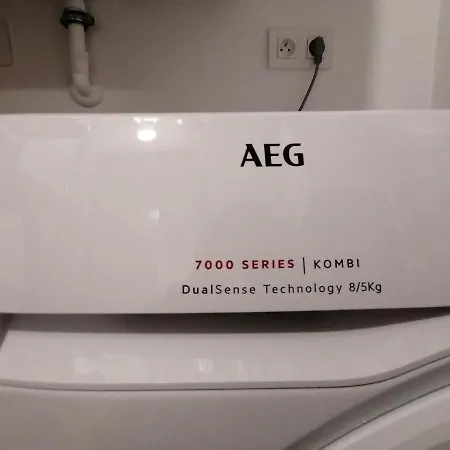 AEG
7000 SERIES | KOMBI
DualSense Technology 8/5Kg